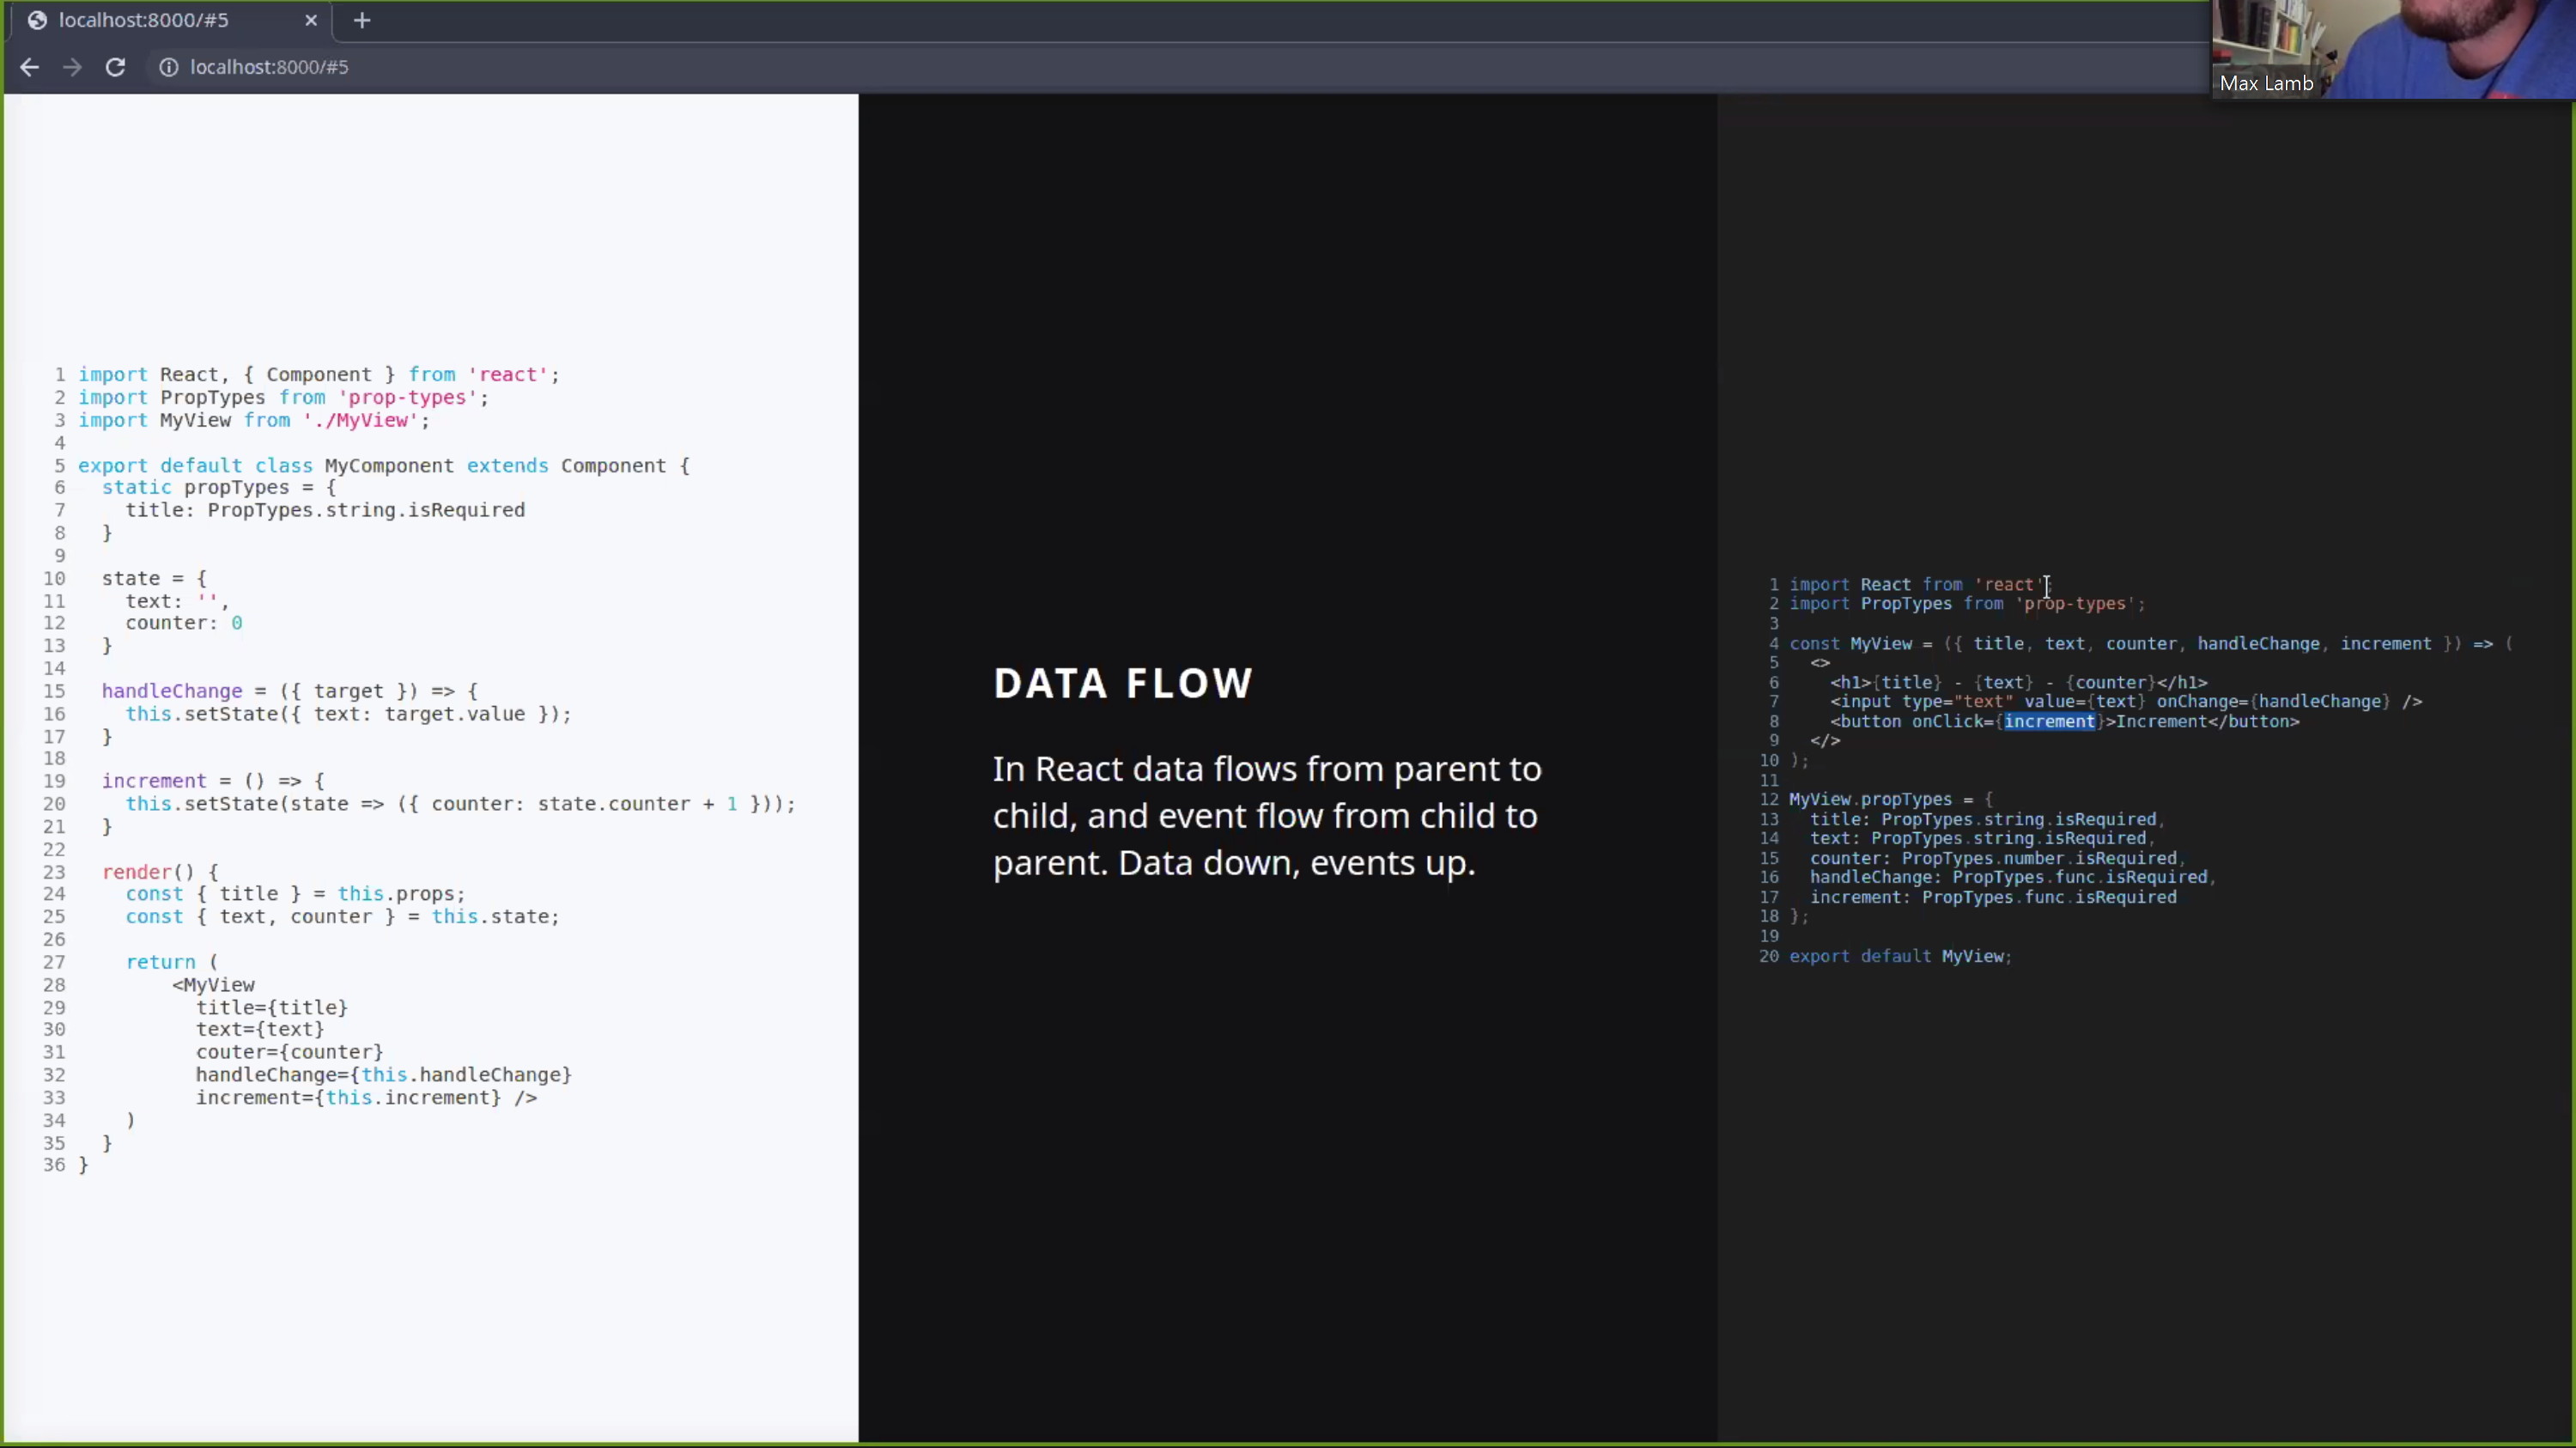 localhost:8000/#5
localhost:8000/#5
Max Lamb
1 import React, { Component } from 'react';
2 import PropTypes from 'prop-types';
3 import MyView from './MyView';
4
5 export default class MyComponent extends Component {
6   static propTypes = {
7     title: PropTypes.string.isRequired
8   }
9
10   state = {
11     text: '',
12     counter: 0
13   }
14
15   handleChange = ({ target }) => {
16     this.setState({ text: target.value });
17   }
18
19   increment = () => {
20     this.setState(state => ({ counter: state.counter + 1 }));
21   }
22
23   render() {
24     const { title } = this.props;
25     const { text, counter } = this.state;
26
27     return (
28         <MyView
29           title={title}
30           text={text}
31           couter={counter}
32           handleChange={this.handleChange}
33           increment={this.increment} />
34     )
35   }
36 }
DATA FLOW
In React data flows from parent to
child, and event flow from child to
parent. Data down, events up.
1 import React from 'react';
2 import PropTypes from 'prop-types';
3
4 const MyView = ({ title, text, counter, handleChange, increment }) => (
5   <>
6     <h1>{title} - {text} - {counter}</h1>
7     <input type="text" value={text} onChange={handleChange} />
8     <button onClick={increment}>Increment</button>
9   </>
10 );
11
12 MyView.propTypes = {
13   title: PropTypes.string.isRequired,
14   text: PropTypes.string.isRequired,
15   counter: PropTypes.number.isRequired,
16   handleChange: PropTypes.func.isRequired,
17   increment: PropTypes.func.isRequired
18 };
19
20 export default MyView;